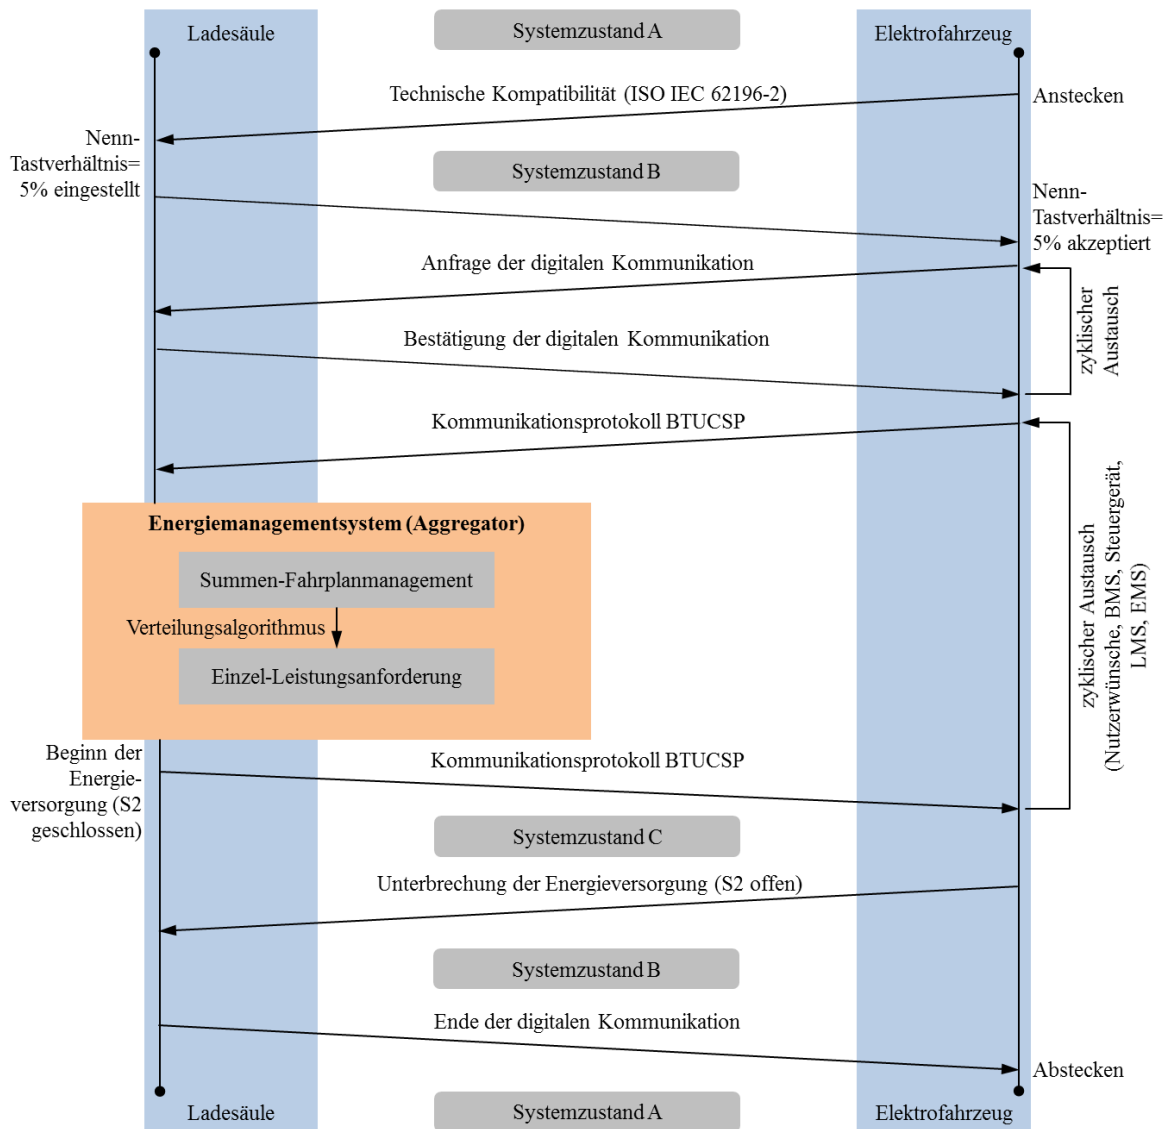 Ladesäule
Systemzustand A
Elektrofahrzeug
Technische Kompatibilität (ISO IEC 62196-2)
Anstecken
Nenn-
Tastverhältnis=
5% eingestellt
Systemzustand B
Nenn-
Tastverhältnis=
5% akzeptiert
Anfrage der digitalen Kommunikation
zyklischer
Austausch
Bestätigung der digitalen Kommunikation
Kommunikationsprotokoll BTUCSP
Energiemanagementsystem (Aggregator)
Summen-Fahrplanmanagement
Verteilungsalgorithmus
Einzel-Leistungsanforderung
zyklischer Austausch
(Nutzerwünsche, BMS, Steuergerät,
LMS, EMS)
Beginn der
Energie-
versorgung (S2
geschlossen)
Kommunikationsprotokoll BTUCSP
Systemzustand C
Unterbrechung der Energieversorgung (S2 offen)
Systemzustand B
Ende der digitalen Kommunikation
Abstecken
Ladesäule
Systemzustand A
Elektrofahrzeug